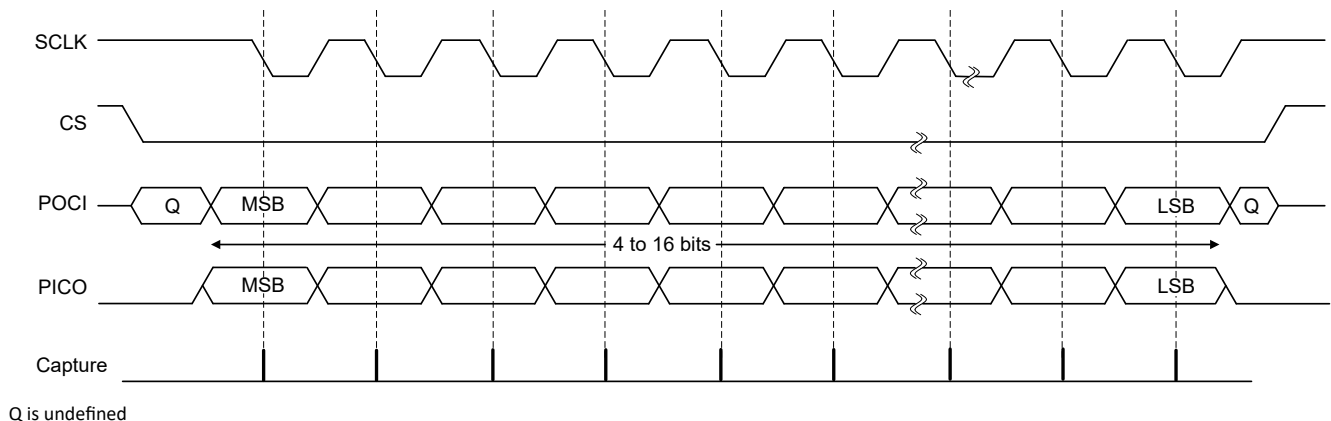 SCLK
CS
POCI
Q
MSB
LSB
Q
4 to 16 bits
PICO
MSB
LSB
Capture
Q is undefined